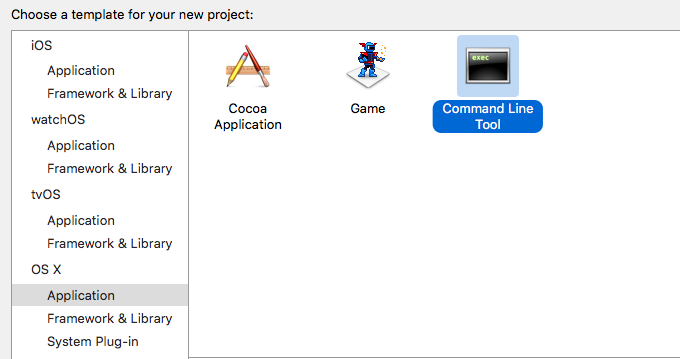 Choose a template for your new project:
iOS
Application
Framework & Library
watchOS
Application
Framework & Library
tvOS
Application
Framework & Library
OS X
Application
Framework & Library
System Plug-in
Cocoa
Application
Game
exec
Command Line
Tool